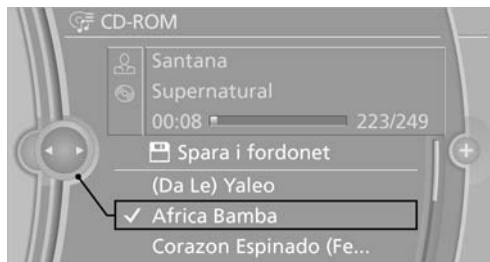 CD-ROM
Santana
Supernatural
00:08 223/249
Spara i fordonet
(Da Le) Yaleo
Africa Bamba
Corazon Espinado (Fe...